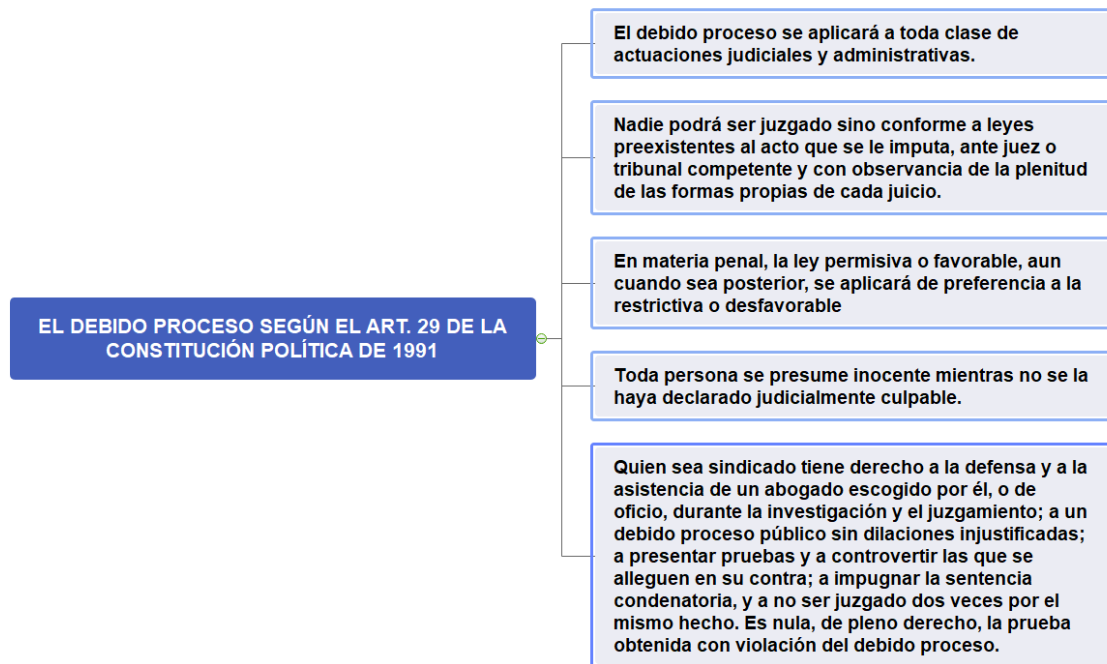 EL DEBIDO PROCESO SEGÚN EL ART. 29 DE LA
CONSTITUCIÓN POLÍTICA DE 1991
El debido proceso se aplicará a toda clase de
actuaciones judiciales y administrativas.
Nadie podrá ser juzgado sino conforme a leyes
preexistentes al acto que se le imputa, ante juez o
tribunal competente y con observancia de la plenitud
de las formas propias de cada juicio.
En materia penal, la ley permisiva o favorable, aun
cuando sea posterior, se aplicará de preferencia a la
restrictiva o desfavorable
Toda persona se presume inocente mientras no se la
haya declarado judicialmente culpable.
Quien sea sindicado tiene derecho a la defensa y a la
asistencia de un abogado escogido por él, o de
oficio, durante la investigación y el juzgamiento; a un
debido proceso público sin dilaciones injustificadas;
a presentar pruebas y a controvertir las que se
alleguen en su contra; a impugnar la sentencia
condenatoria, y a no ser juzgado dos veces por el
mismo hecho. Es nula, de pleno derecho, la prueba
obtenida con violación del debido proceso.